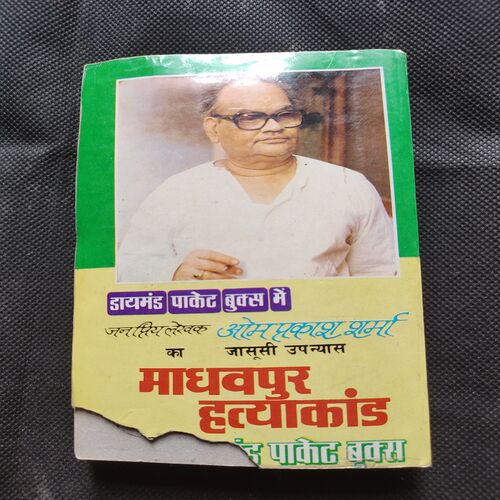 डायमंड पाकेट बुक्स में
जनप्रिय लेखक ओम प्रकाश शर्मा
का जासूसी उपन्यास
माधवपुर
हत्याकांड
पाकेट बुक्स